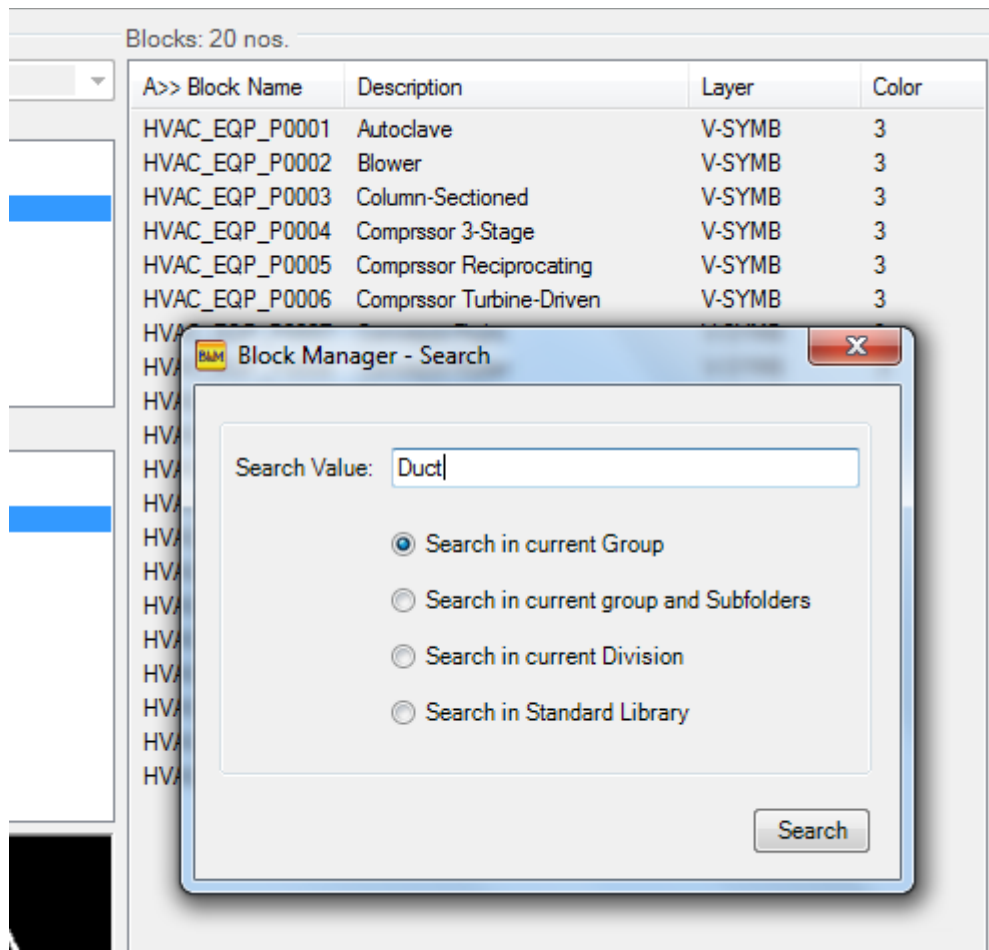 Blocks: 20 nos.
A>> Block Name Description Layer Color
HVAC_EQP_P0001 Autoclave V-SYMB 3
HVAC_EQP_P0002 Blower V-SYMB 3
HVAC_EQP_P0003 Column-Sectioned V-SYMB 3
HVAC_EQP_P0004 Comprssor 3-Stage V-SYMB 3
HVAC_EQP_P0005 Comprssor Reciprocating V-SYMB 3
HVAC_EQP_P0006 Comprssor Turbine-Driven V-SYMB 3
B&M Block Manager - Search
Search Value: Duct
Search in current Group
Search in current group and Subfolders
Search in current Division
Search in Standard Library
Search